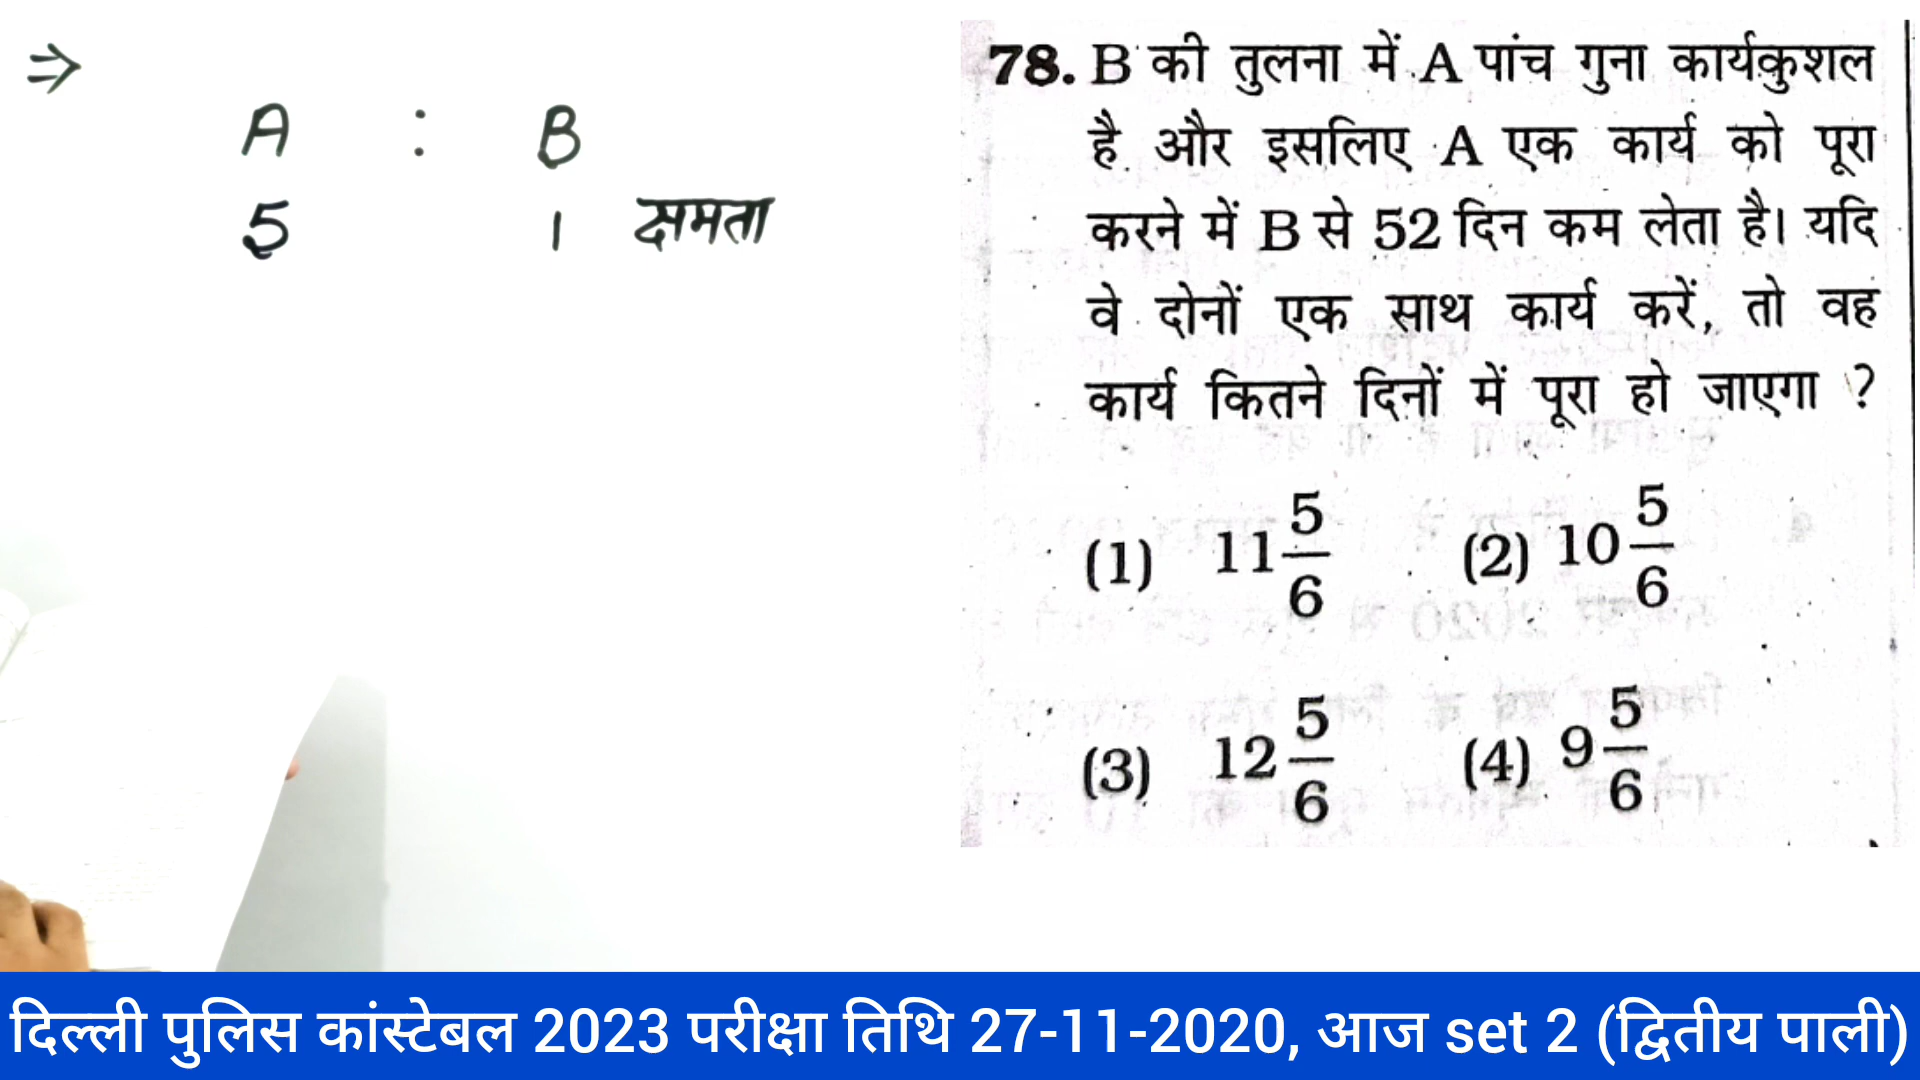 ⇒
A : B
5 1 क्षमता
78. B की तुलना में A पांच गुना कार्यकुशल
है और इसलिए A एक कार्य को पूरा
करने में B से 52 दिन कम लेता है। यदि
वे दोनों एक साथ कार्य करें, तो वह
कार्य कितने दिनों में पूरा हो जाएगा ?
(1) 11 5/6 (2) 10 5/6
(3) 12 5/6 (4) 9 5/6
दिल्ली पुलिस कांस्टेबल 2023 परीक्षा तिथि 27-11-2020, आज set 2 (द्वितीय पाली)